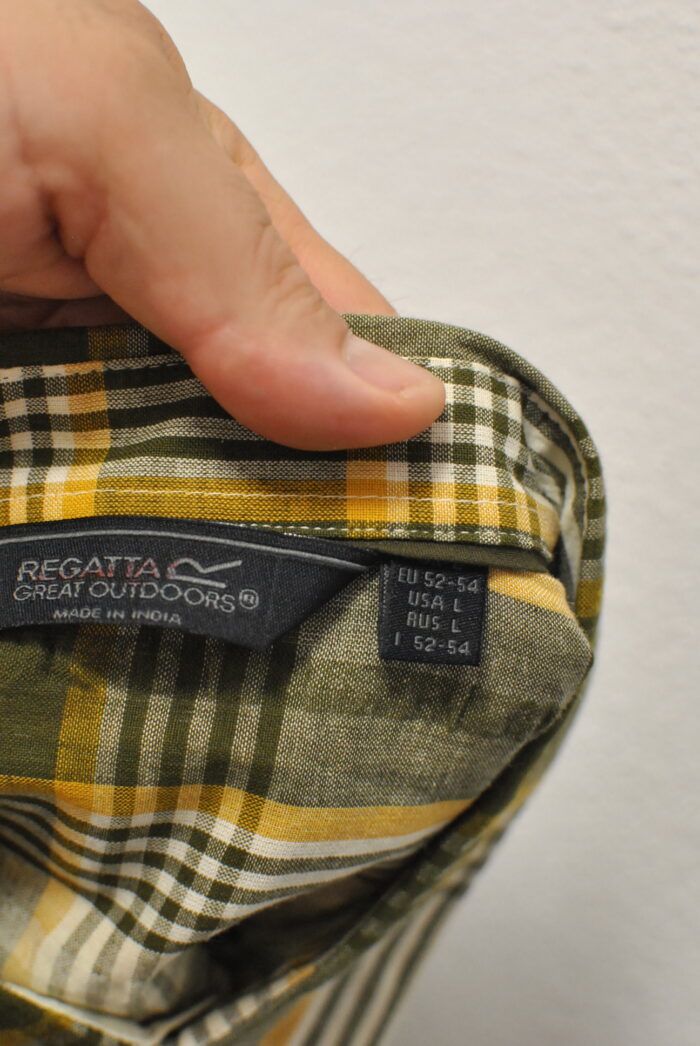 REGATTA
GREAT OUTDOORS®
MADE IN INDIA
EU 52-54
USA L
RUS L
I 52-54